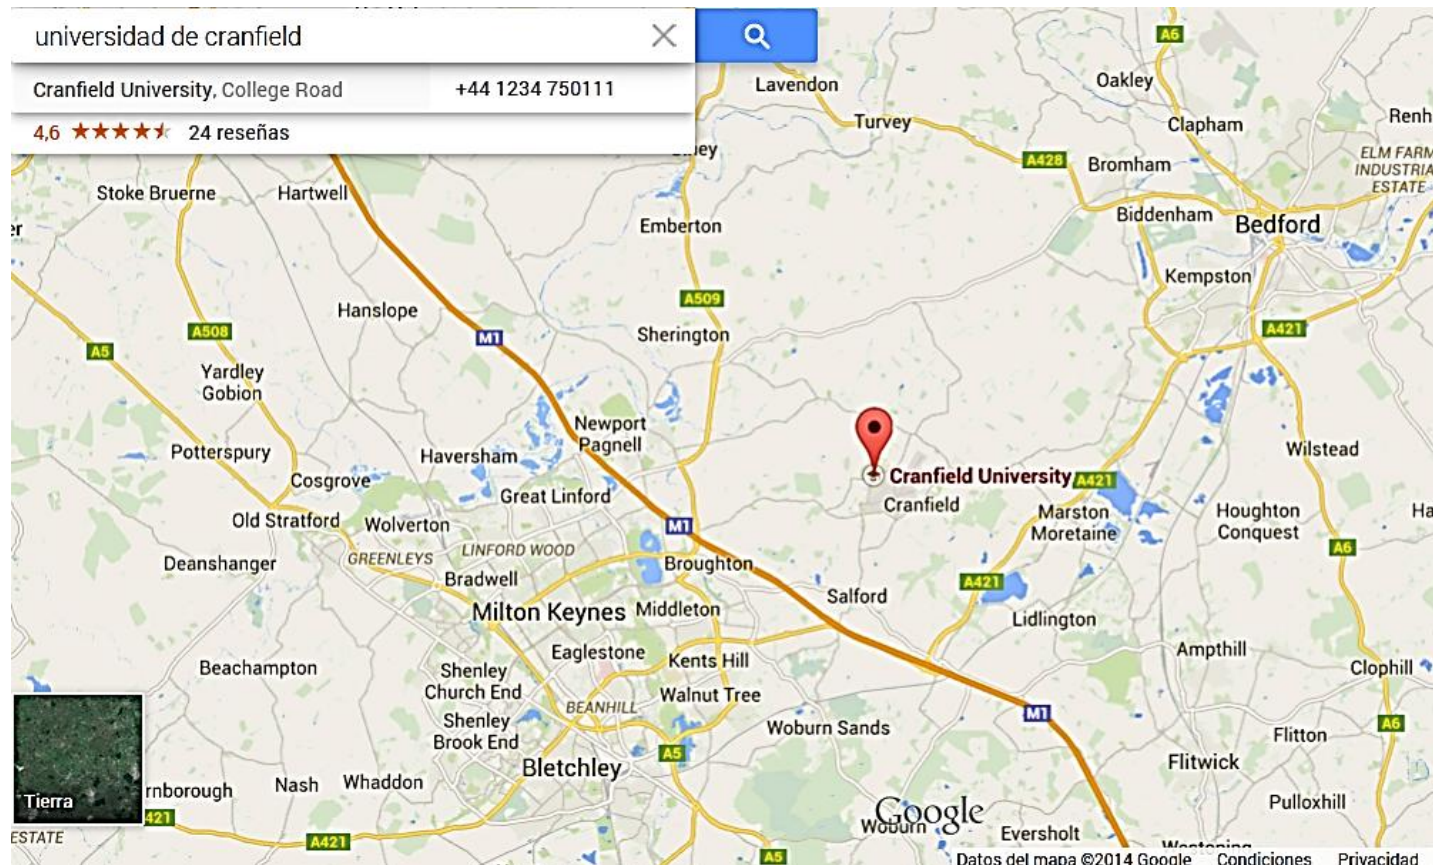 universidad de cranfield
Cranfield University, College Road +44 1234 750111
4,6 24 reseñas
A6
Lavendon
Oakley
Turvey
Clapham
A428
Bromham
ELM FARM
INDUSTRIA
ESTATE
Stoke Bruerne
Hartwell
Emberton
Biddenham
Bedford
Kempston
Hanslope
A509
A508
M1
Sherington
A421
A5
Yardley
Gobion
Newport
Pagnell
Potterspury
Haversham
Wilstead
Cosgrove
Great Linford
Cranfield University
A421
Cranfield
Old Stratford
Wolverton
M1
Marston
Moretaine
Houghton
Conquest
Ha
Deanshanger
GREENLEYS
LINFORD WOOD
Broughton
A6
Bradwell
A421
Salford
Milton Keynes
Middleton
Lidlington
Eaglestone
Kents Hill
Ampthill
Beachampton
Shenley
Church End
Walnut Tree
Clophill
BEANHILL
M1
Shenley
Brook End
Woburn Sands
A6
Flitton
A5
Bletchley
Flitwick
Nash
Whaddon
rnborough
Tierra
Pulloxhill
421
Google
Woburn
Eversholt
ESTATE
A421
A5
Westoning
Datos del mapa ©2014 Google Condiciones Privacidad